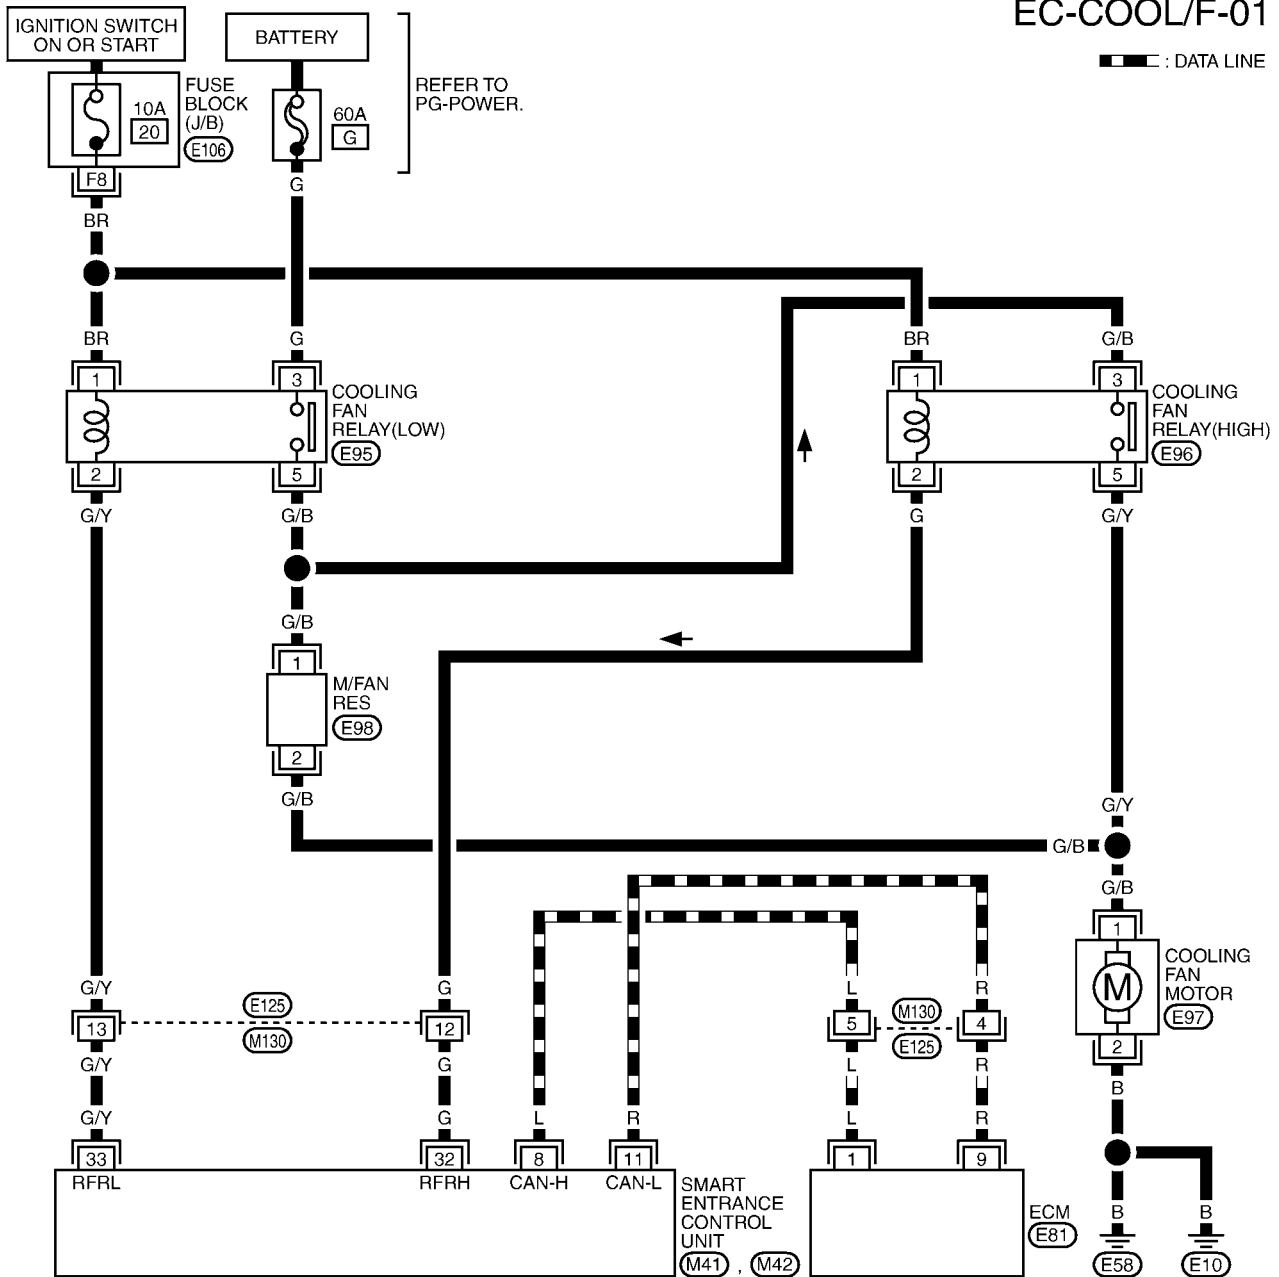 EC-COOL/F-01
IGNITION SWITCH
ON OR START
BATTERY
: DATA LINE
REFER TO
PG-POWER.
FUSE
BLOCK
(J/B)
E106
10A
20
60A
G
F8
G
BR
BR
G
BR
G/B
1
3
COOLING
FAN
RELAY(LOW)
E95
1
3
COOLING
FAN
RELAY(HIGH)
E96
2
5
2
5
G/Y
G/B
G
G/Y
G/B
1
M/FAN
RES
E98
2
G/B
G/Y
G/B
G/B
1
M
COOLING
FAN
MOTOR
E97
2
G/Y
G
L
R
13
E125
M130
12
5
M130
E125
4
G/Y
G
L
R
B
G/Y
G
L
R
L
R
33
32
8
11
1
9
RFRL
RFRH
CAN-H
CAN-L
SMART
ENTRANCE
CONTROL
UNIT
M41 , M42
ECM
E81
B
B
E58
E10